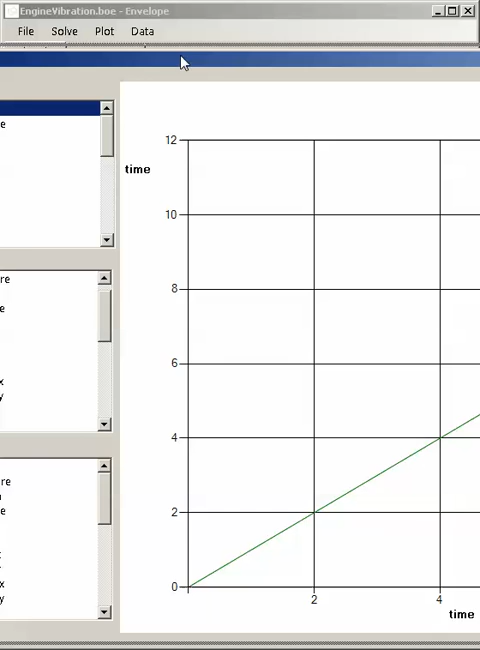 EngineVibration.boe - Envelope
File Solve Plot Data
e
re
e
x
y
re
e
x
y
time
12
10
8
6
4
2
0
2 4
time